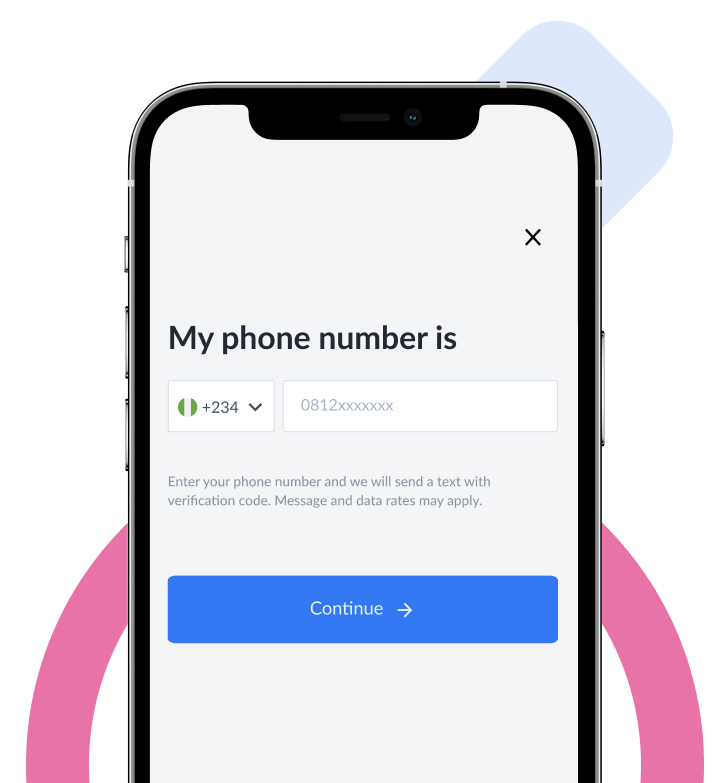 My phone number is
+234
0812xxxxxxx
Enter your phone number and we will send a text with
verification code. Message and data rates may apply.
Continue